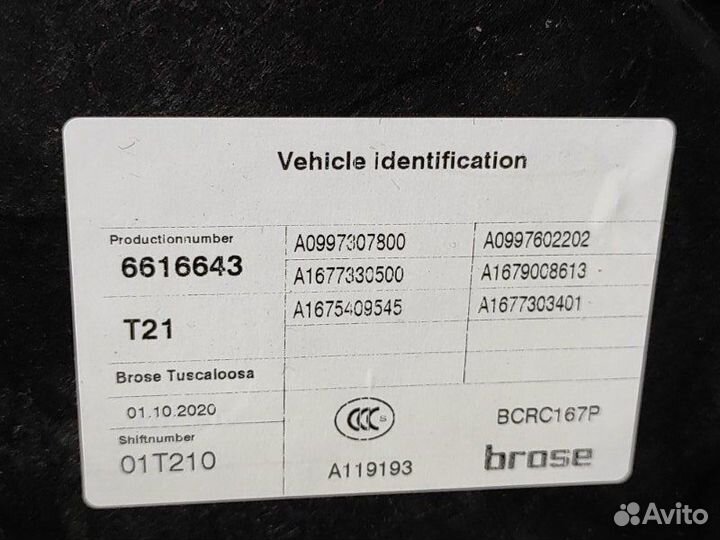 Vehicle identification
Productionnumber
6616643
A0997307800
A0997602202
A1677330500
A1679008613
T21
A1675409545
A1677303401
Brose Tuscaloosa
01.10.2020
CCC S
BCRC167P
Shiftnumber
01T210
A119193
brose
Avito